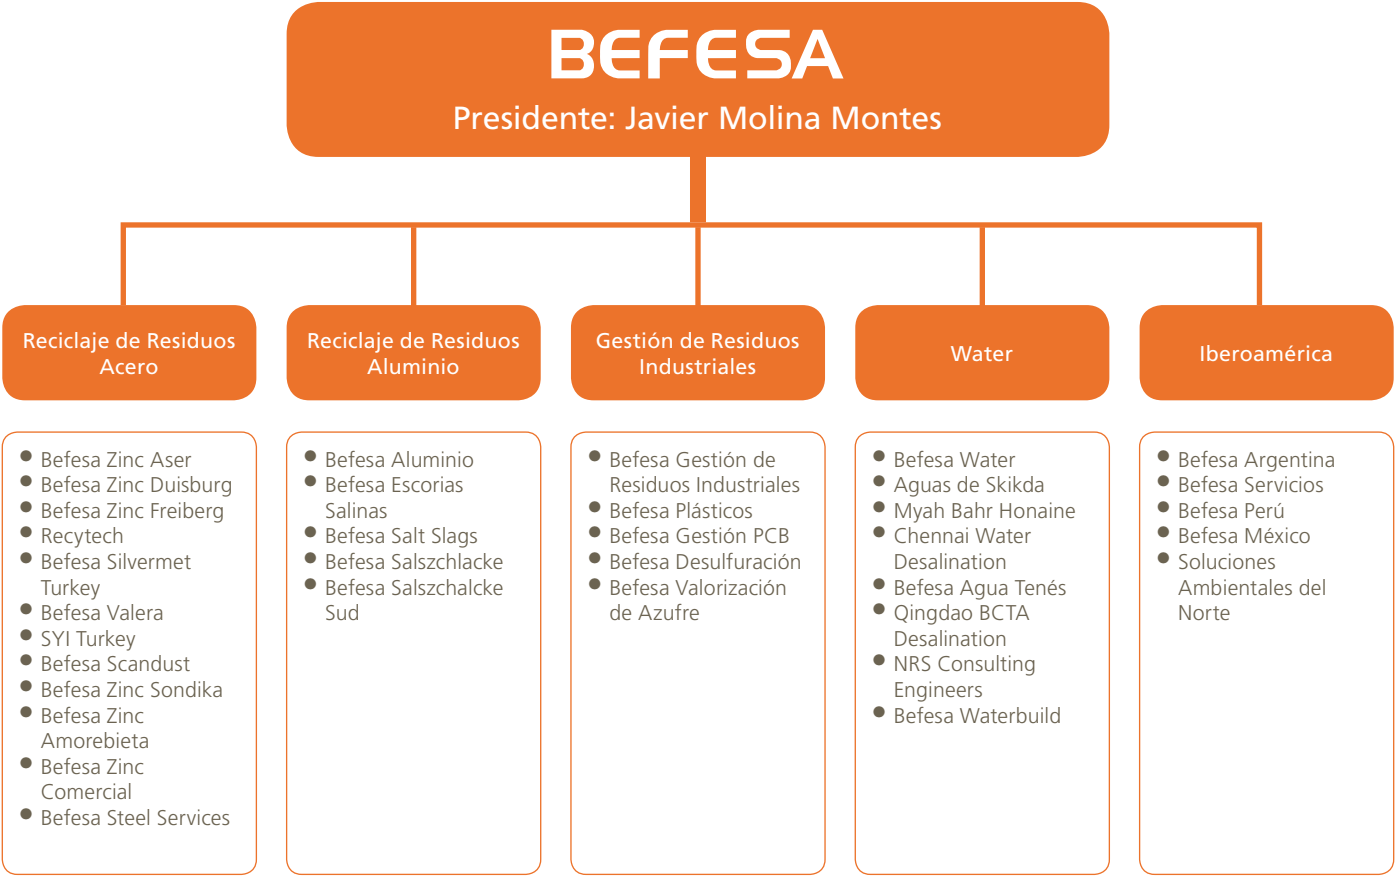 BEFESA
Presidente: Javier Molina Montes
Reciclaje de Residuos
Acero
Reciclaje de Residuos
Aluminio
Gestión de Residuos
Industriales
Water
Iberoamérica
Befesa Zinc Aser
Befesa Zinc Duisburg
Befesa Zinc Freiberg
Recytech
Befesa Silvermet
Turkey
Befesa Valera
SYI Turkey
Befesa Scandust
Befesa Zinc Sondika
Befesa Zinc
Amorebieta
Befesa Zinc
Comercial
Befesa Steel Services
Befesa Aluminio
Befesa Escorias
Salinas
Befesa Salt Slags
Befesa Salszchlacke
Befesa Salszchalcke
Sud
Befesa Gestión de
Residuos Industriales
Befesa Plásticos
Befesa Gestión PCB
Befesa Desulfuración
Befesa Valorización
de Azufre
Befesa Water
Aguas de Skikda
Myah Bahr Honaine
Chennai Water
Desalination
Befesa Agua Tenés
Qingdao BCTA
Desalination
NRS Consulting
Engineers
Befesa Waterbuild
Befesa Argentina
Befesa Servicios
Befesa Perú
Befesa México
Soluciones
Ambientales del
Norte